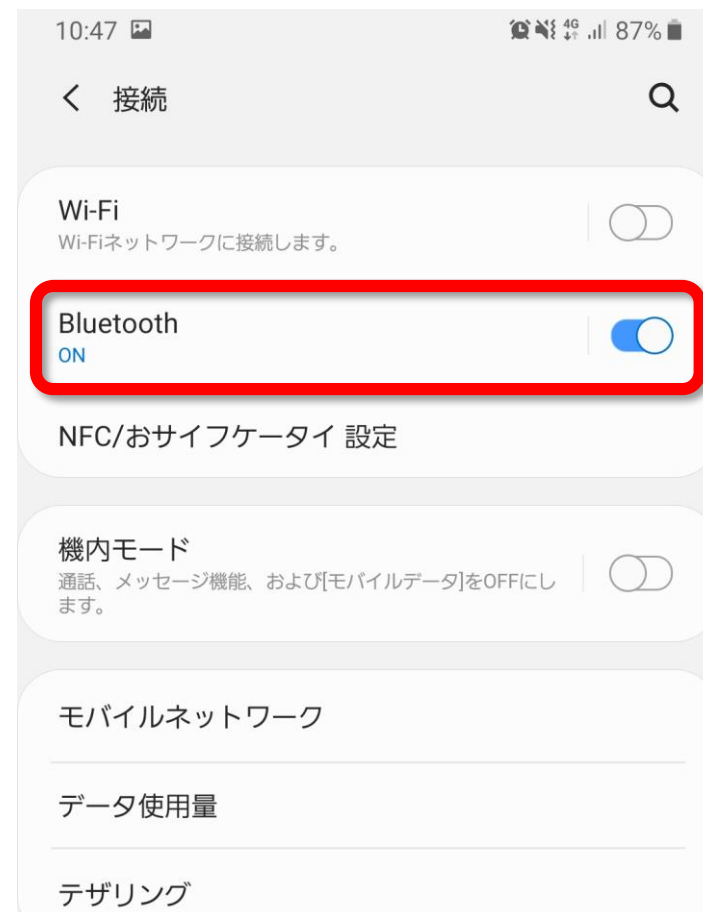 10:47 4G 87%
接続
Wi-Fi
Wi-Fiネットワークに接続します。
Bluetooth
ON
NFC/おサイフケータイ 設定
機内モード
通話、メッセージ機能、および[モバイルデータ]をOFFにし
ます。
モバイルネットワーク
データ使用量
テザリング